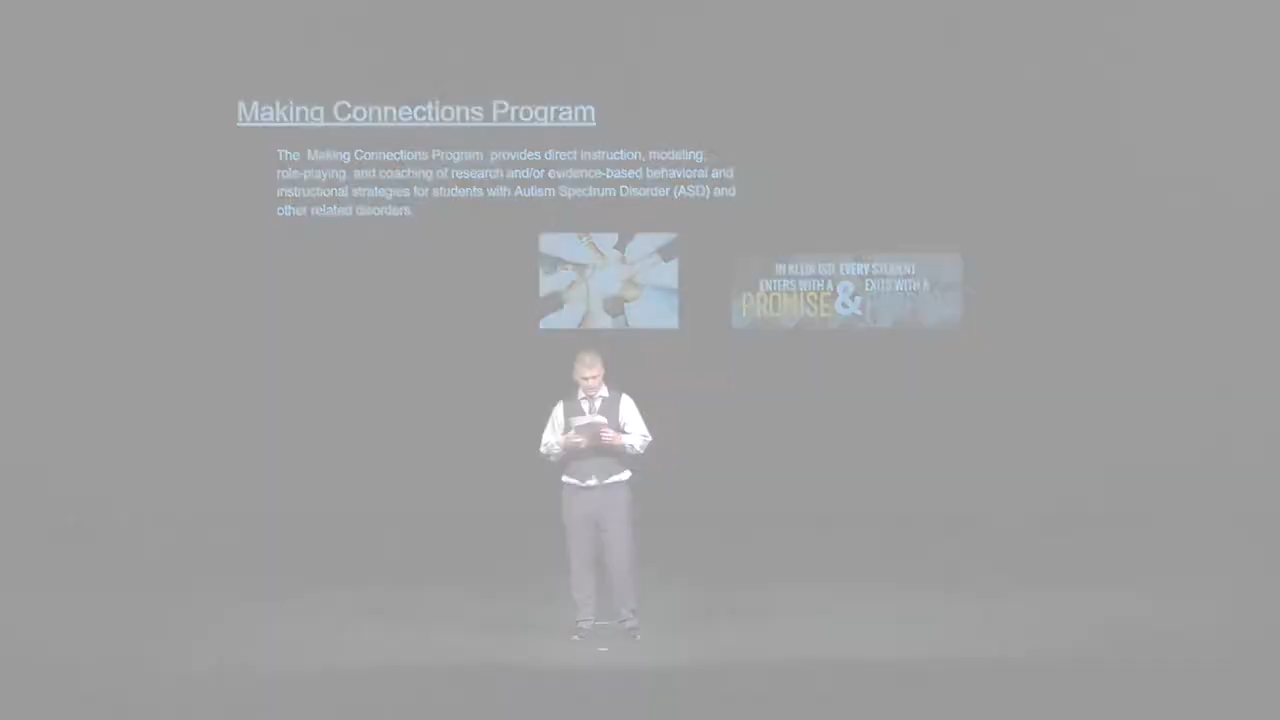 Making Connections Program
The Making Connections Program provides direct instruction, modeling,
role-playing, and coaching of research and/or evidence-based behavioral and
instructional strategies for students with Autism Spectrum Disorder (ASD) and
other related disorders.
IN KLEIN ISD, EVERY STUDENT
ENTERS WITH A & EXITS WITH A
PROMISE